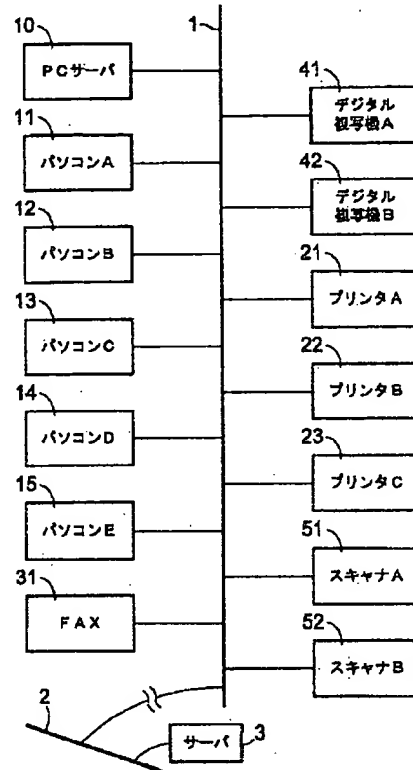 10
PCサーバ
11
パソコンA
12
パソコンB
13
パソコンC
14
パソコンD
15
パソコンE
31
FAX
1
41
デジタル
複写機A
42
デジタル
複写機B
21
プリンタA
22
プリンタB
23
プリンタC
51
スキャナA
52
スキャナB
2
サーバ
3